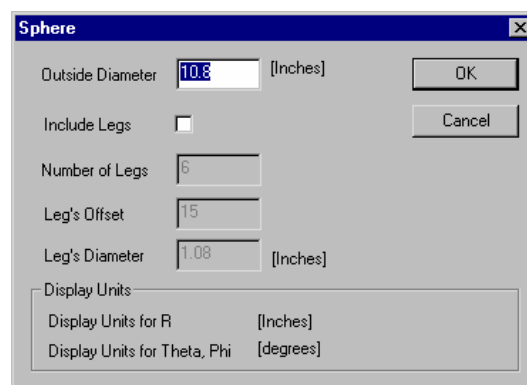 Sphere
Outside Diameter 10.8 [Inches] OK
Include Legs Cancel
Number of Legs 6
Leg's Offset 15
Leg's Diameter 1.08 [Inches]
Display Units
Display Units for R [Inches]
Display Units for Theta, Phi [degrees]